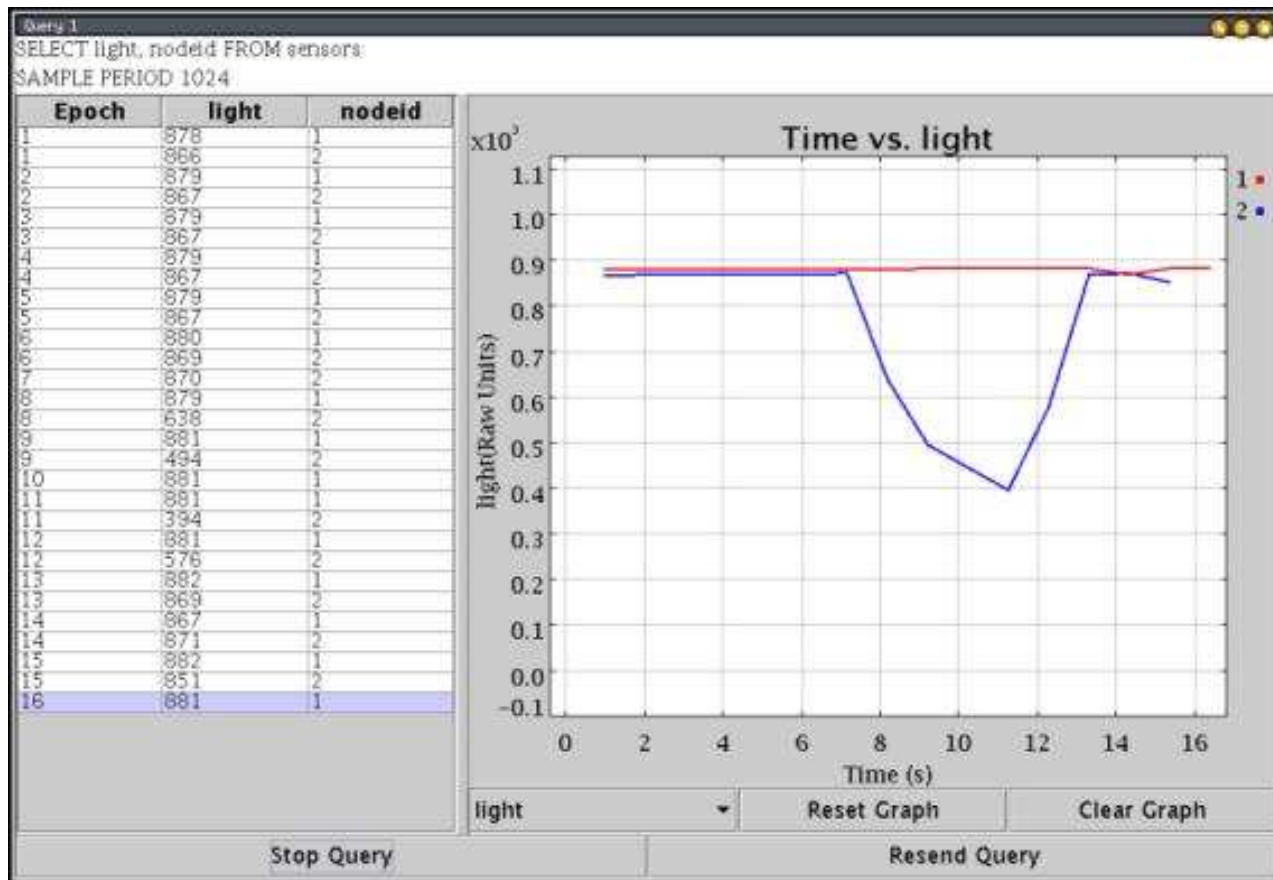 Query 1
SELECT light, nodeid FROM sensors
SAMPLE PERIOD 1024
Epoch light nodeid
1 878 1
1 866 2
2 879 1
2 867 2
3 879 1
3 867 2
4 879 1
4 867 2
5 879 1
5 867 2
6 880 1
6 869 2
7 870 2
8 879 1
8 638 2
9 881 1
9 494 2
10 881 1
11 881 1
11 394 2
12 881 1
12 576 2
13 882 1
13 869 2
14 867 1
14 871 2
15 882 1
15 851 2
16 881 1
Time vs. light
x10³
1.1
1.0
0.9
0.8
0.7
0.6
0.5
0.4
0.3
0.2
0.1
0.0
-0.1
light(Raw Units)
0 2 4 6 8 10 12 14 16
Time (s)
1
2
light
Reset Graph
Clear Graph
Stop Query
Resend Query